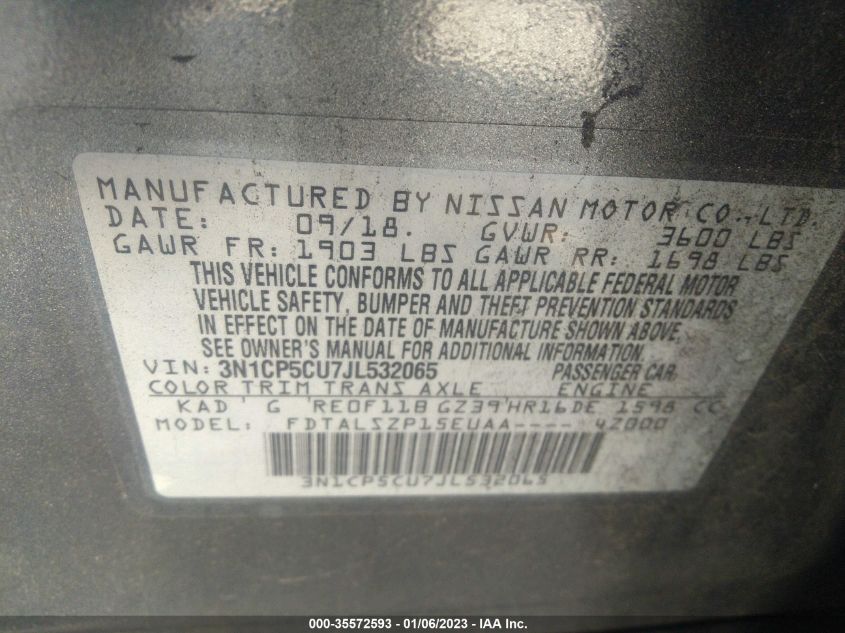 MANUFACTURED BY NISSAN MOTOR CO., LTD.
DATE: 09/18. GVWR: 3600 LBS
GAWR FR: 1903 LBS GAWR RR: 1698 LBS
THIS VEHICLE CONFORMS TO ALL APPLICABLE FEDERAL MOTOR
VEHICLE SAFETY, BUMPER AND THEFT PREVENTION STANDARDS
IN EFFECT ON THE DATE OF MANUFACTURE SHOWN ABOVE,
SEE OWNER'S MANUAL FOR ADDITIONAL INFORMATION.
VIN: 3N1CP5CU7JL532065 PASSENGER CAR
COLOR TRIM TRANS AXLE ENGINE
KAD ' G ' RE0F11B GZ39'HR16DE 1598 CC
MODEL: FDTALSZP15EUAA---- 4Z000
3N1CP5CU7JL532065
000-35572593 - 01/06/2023 - IAA Inc.